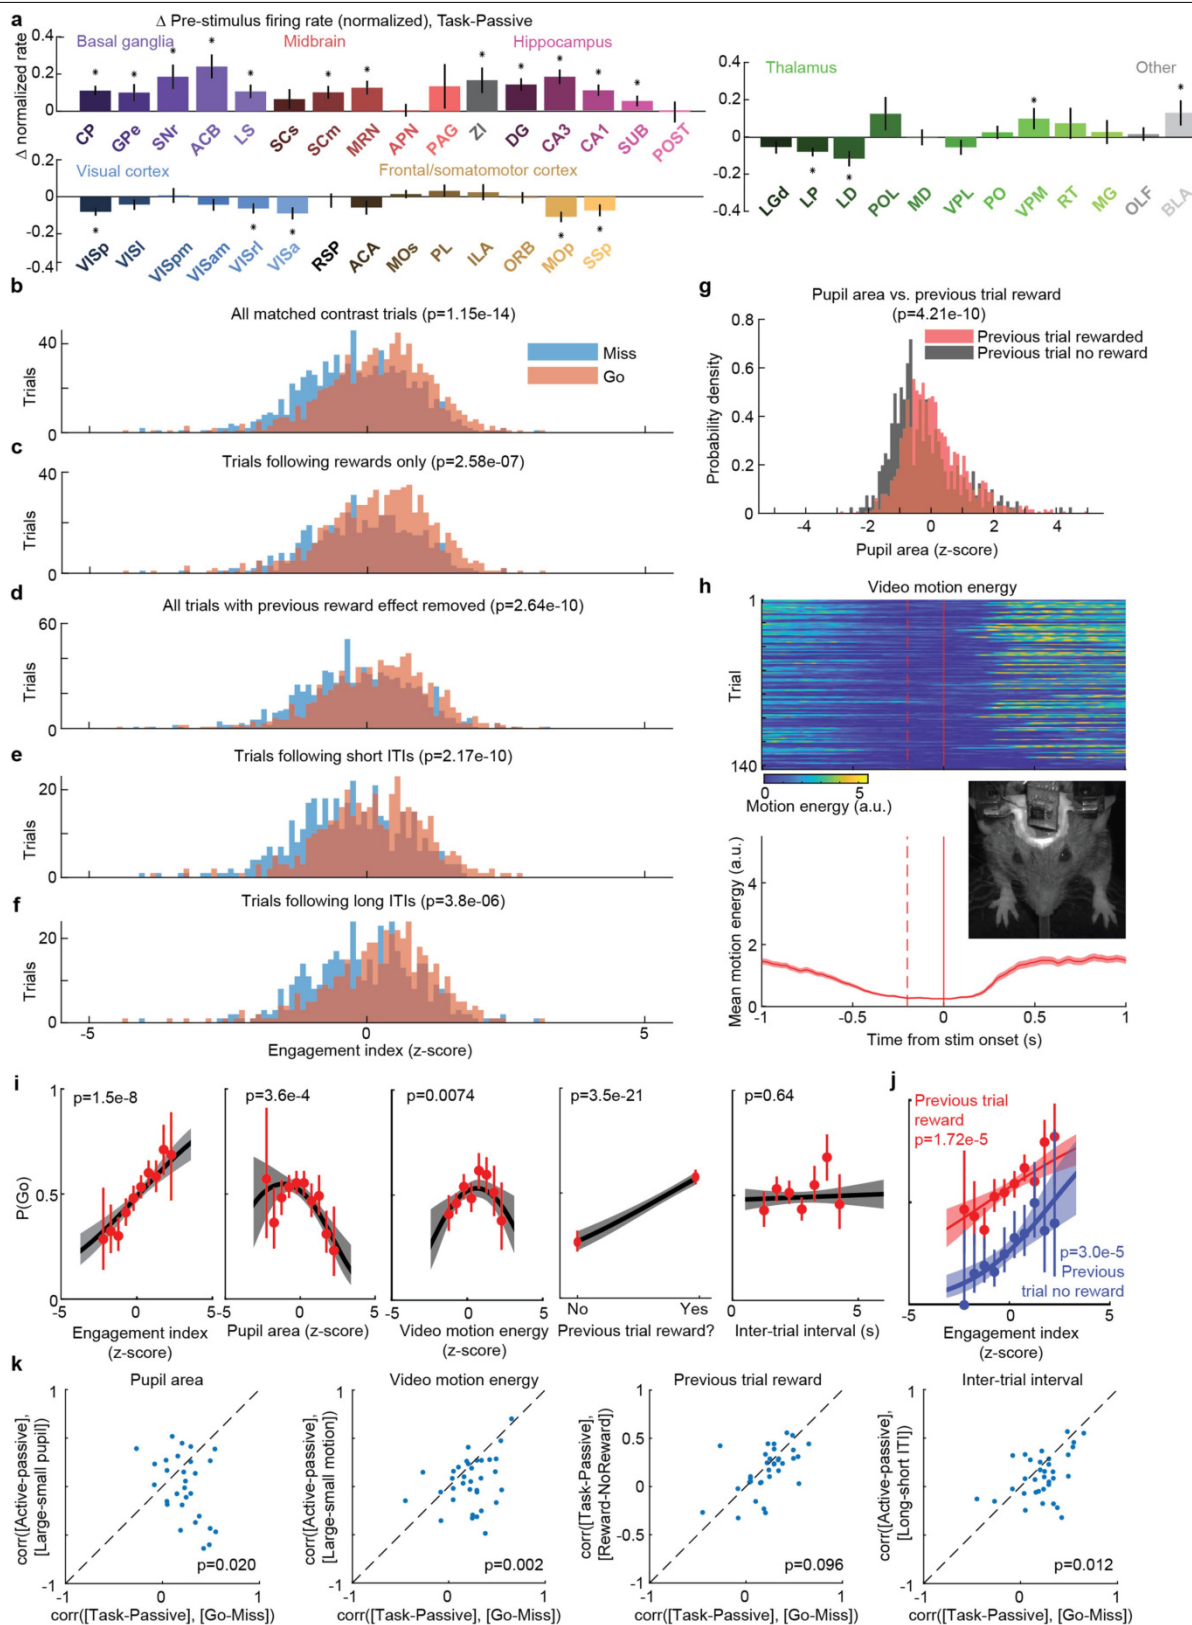 a
Δ Pre-stimulus firing rate (normalized), Task-Passive
Δ normalized rate
0.4
0.2
0
Basal ganglia
Midbrain
Hippocampus
CP GPe SNr ACB LS SCs SCm MRN APN PAG ZI DG CA3 CA1 SUB POST
0.2
0
-0.2
-0.4
Visual cortex
Frontal/somatomotor cortex
VISp VISl VISpm VISam VISrl VISa RSP ACA MOs PL ILA ORB MOp SSp
0.4
0.2
0
-0.2
-0.4
Thalamus
Other
LGd LP LD POL MD VPL PO VPM RT MG OLF BLA
b
All matched contrast trials (p=1.15e-14)
Miss
Go
Trials
40
0
c
Trials following rewards only (p=2.58e-07)
Trials
40
0
d
All trials with previous reward effect removed (p=2.64e-10)
Trials
60
0
e
Trials following short ITIs (p=2.17e-10)
Trials
20
0
f
Trials following long ITIs (p=3.8e-06)
Trials
20
0
-5 0 5
Engagement index (z-score)
g
Pupil area vs. previous trial reward
(p=4.21e-10)
Previous trial rewarded
Previous trial no reward
Probability density
0.8
0.6
0.4
0.2
0
-4 -2 0 2 4
Pupil area (z-score)
h
Video motion energy
Trial
1
140
0 5
Motion energy (a.u.)
Mean motion energy (a.u.)
4
2
0
-1 -0.5 0 0.5 1
Time from stim onset (s)
i
P(Go)
1
0.5
0
p=1.5e-8
-5 0 5
Engagement index
(z-score)
p=3.6e-4
-5 0 5
Pupil area (z-score)
p=0.0074
-5 0 5
Video motion energy
(z-score)
p=3.5e-21
No Yes
Previous trial reward?
p=0.64
0 2 4 6
Inter-trial interval (s)
j
Previous trial
reward
p=1.72e-5
p=3.0e-5
Previous
trial no reward
-5 0 5
Engagement index
(z-score)
k
Pupil area
corr([Active-passive],
[Large-small pupil])
1
0
-1
p=0.020
-1 0 1
corr([Task-Passive], [Go-Miss])
Video motion energy
corr([Active-passive],
[Large-small motion])
1
0
-1
p=0.002
-1 0 1
corr([Task-Passive], [Go-Miss])
Previous trial reward
corr([Task-Passive],
[Reward-NoReward])
1
0.5
0
-0.5
-1
p=0.096
-1 0 1
corr([Task-Passive], [Go-Miss])
Inter-trial interval
corr([Active-passive],
[Long-short ITI])
1
0
-1
p=0.012
-1 0 1
corr([Task-Passive], [Go-Miss])